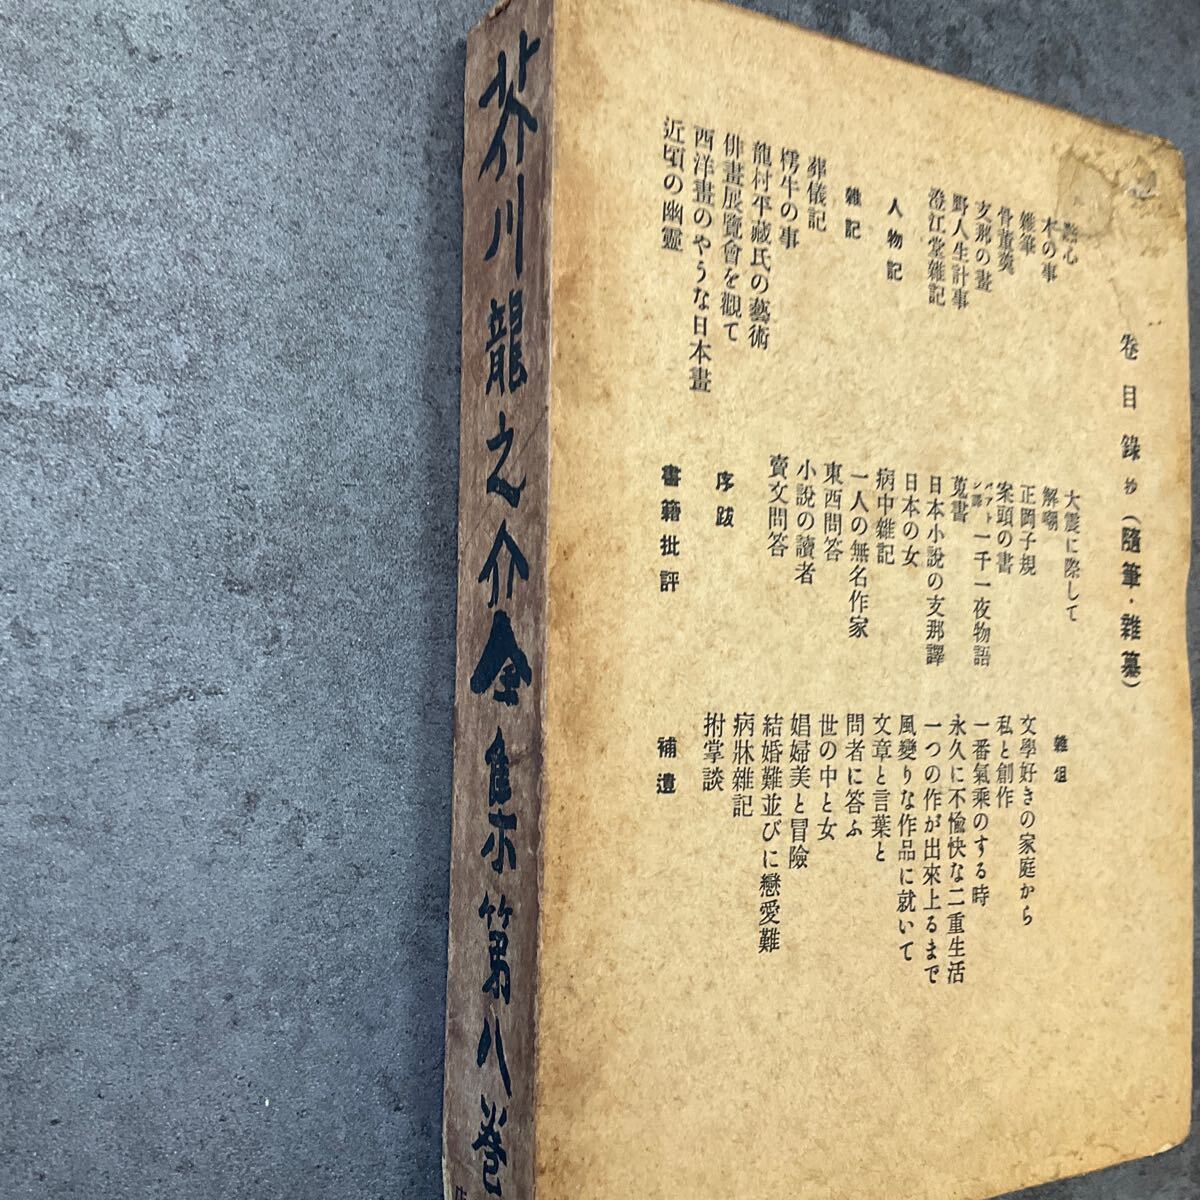 芥川龍之介全集第八卷
卷目錄抄(隨筆・雜纂)
點心
本の事
雜筆
骨董羹
支那の畫
野人生計事
澄江堂雜記
人物記
雜記
葬儀記
楞牛の事
龍村平藏氏の藝術
俳畫展覽會を觀て
西洋畫のやうな日本畫
近頃の幽靈
大震に際して
解嘲
正岡子規
案頭の書
一千一夜物語
蒐書
日本小說の支那譯
日本の女
病中雜記
一人の無名作家
東西問答
小說の讀者
賣文問答
序跋
書籍批評
雜俎
文學好きの家庭から
私と創作
一番氣乘のする時
永久に不愉快な二重生活
一つの作が出來上るまで
風變りな作品に就いて
文章と言葉と
問者に答ふ
世の中と女
娼婦美と冒險
結婚難並びに戀愛難
病牀雜記
拊掌談
補遺